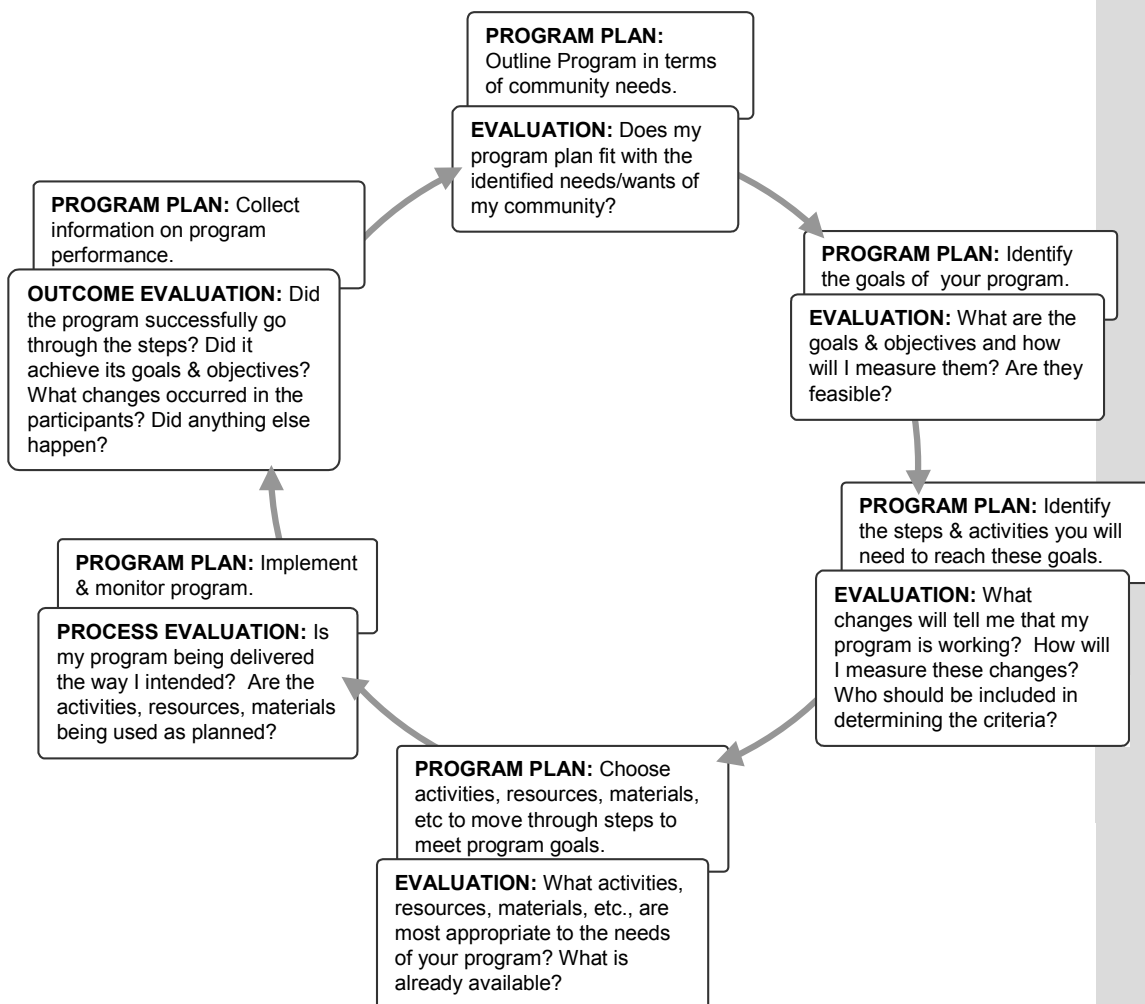 PROGRAM PLAN:
Outline Program in terms
of community needs.
EVALUATION: Does my
program plan fit with the
identified needs/wants of
my community?
PROGRAM PLAN: Identify
the goals of your program.
EVALUATION: What are the
goals & objectives and how
will I measure them? Are they
feasible?
PROGRAM PLAN: Identify
the steps & activities you will
need to reach these goals.
EVALUATION: What
changes will tell me that my
program is working? How will
I measure these changes?
Who should be included in
determining the criteria?
PROGRAM PLAN: Choose
activities, resources, materials,
etc to move through steps to
meet program goals.
EVALUATION: What activities,
resources, materials, etc., are
most appropriate to the needs
of your program? What is
already available?
PROGRAM PLAN: Implement
& monitor program.
PROCESS EVALUATION: Is
my program being delivered
the way I intended? Are the
activities, resources, materials
being used as planned?
PROGRAM PLAN: Collect
information on program
performance.
OUTCOME EVALUATION: Did
the program successfully go
through the steps? Did it
achieve its goals & objectives?
What changes occurred in the
participants? Did anything else
happen?